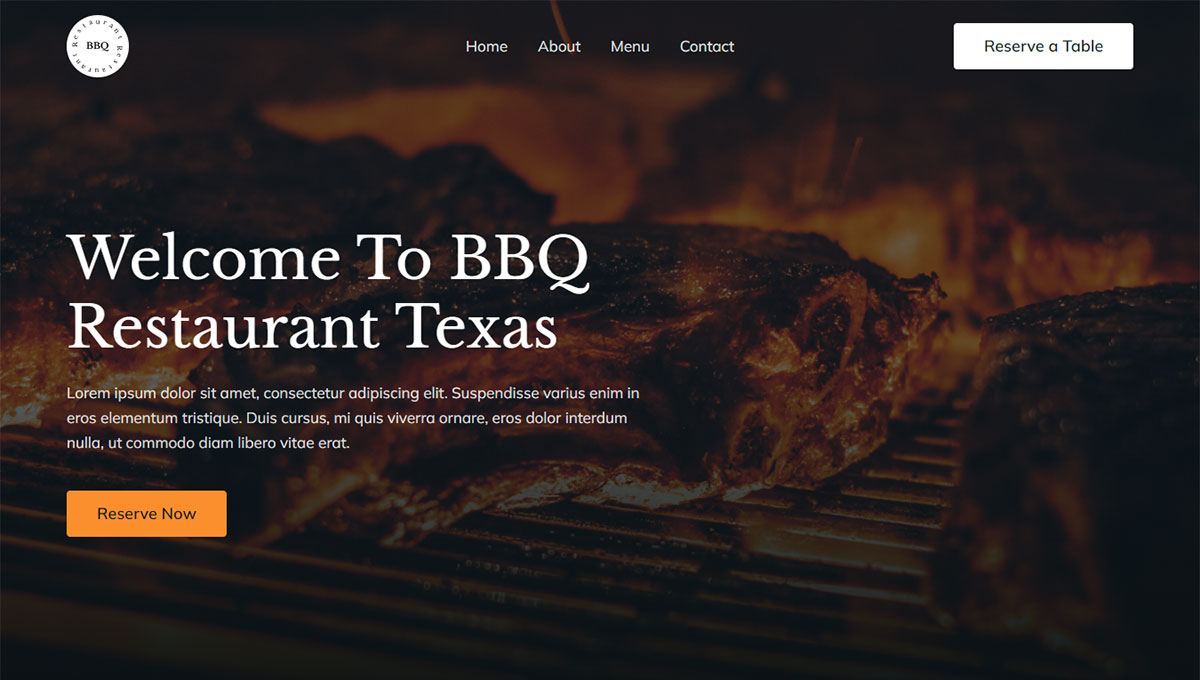 Restaurant Restaurant
BBQ
Home About Menu Contact
Reserve a Table
Welcome To BBQ
Restaurant Texas
Lorem ipsum dolor sit amet, consectetur adipiscing elit. Suspendisse varius enim in
eros elementum tristique. Duis cursus, mi quis viverra ornare, eros dolor interdum
nulla, ut commodo diam libero vitae erat.
Reserve Now